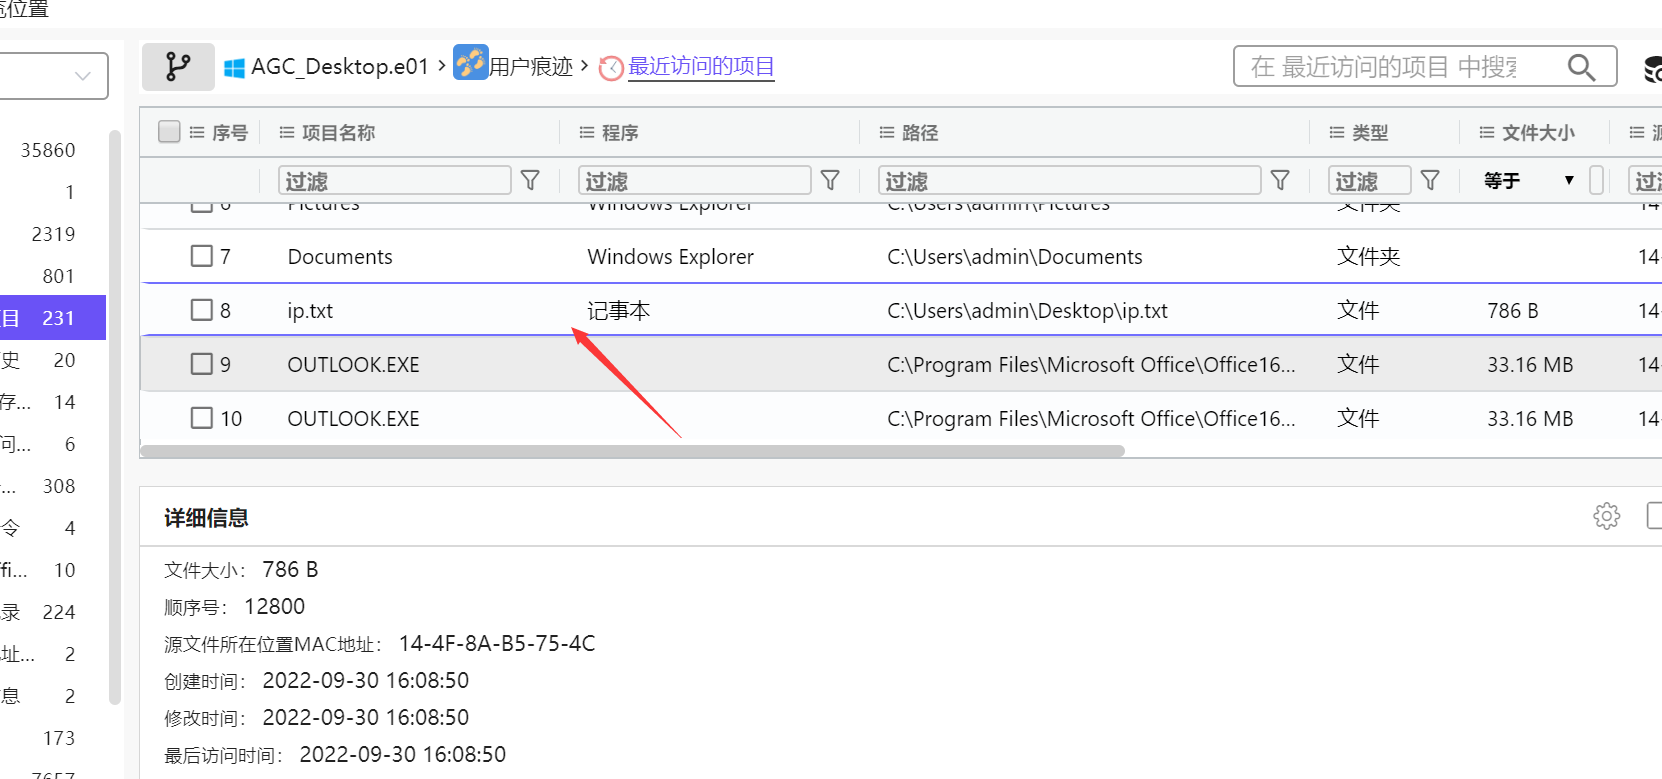 览位置
AGC_Desktop.e01 › 用户痕迹 › 最近访问的项目
在 最近访问的项目 中搜索
序号 项目名称 程序 路径 类型 文件大小 源
过滤 过滤 过滤 过滤 等于 过滤
6 Pictures Windows Explorer C:\Users\admin\Pictures 文件夹 14-
7 Documents Windows Explorer C:\Users\admin\Documents 文件夹 14-
8 ip.txt 记事本 C:\Users\admin\Desktop\ip.txt 文件 786 B 14-
9 OUTLOOK.EXE C:\Program Files\Microsoft Office\Office16... 文件 33.16 MB 14-
10 OUTLOOK.EXE C:\Program Files\Microsoft Office\Office16... 文件 33.16 MB 14-
35860
1
2319
801
目 231
史 20
存... 14
问... 6
... 308
令 4
ffi... 10
录 224
址... 2
息 2
173
7657
详细信息
文件大小： 786 B
顺序号： 12800
源文件所在位置MAC地址： 14-4F-8A-B5-75-4C
创建时间： 2022-09-30 16:08:50
修改时间： 2022-09-30 16:08:50
最后访问时间： 2022-09-30 16:08:50